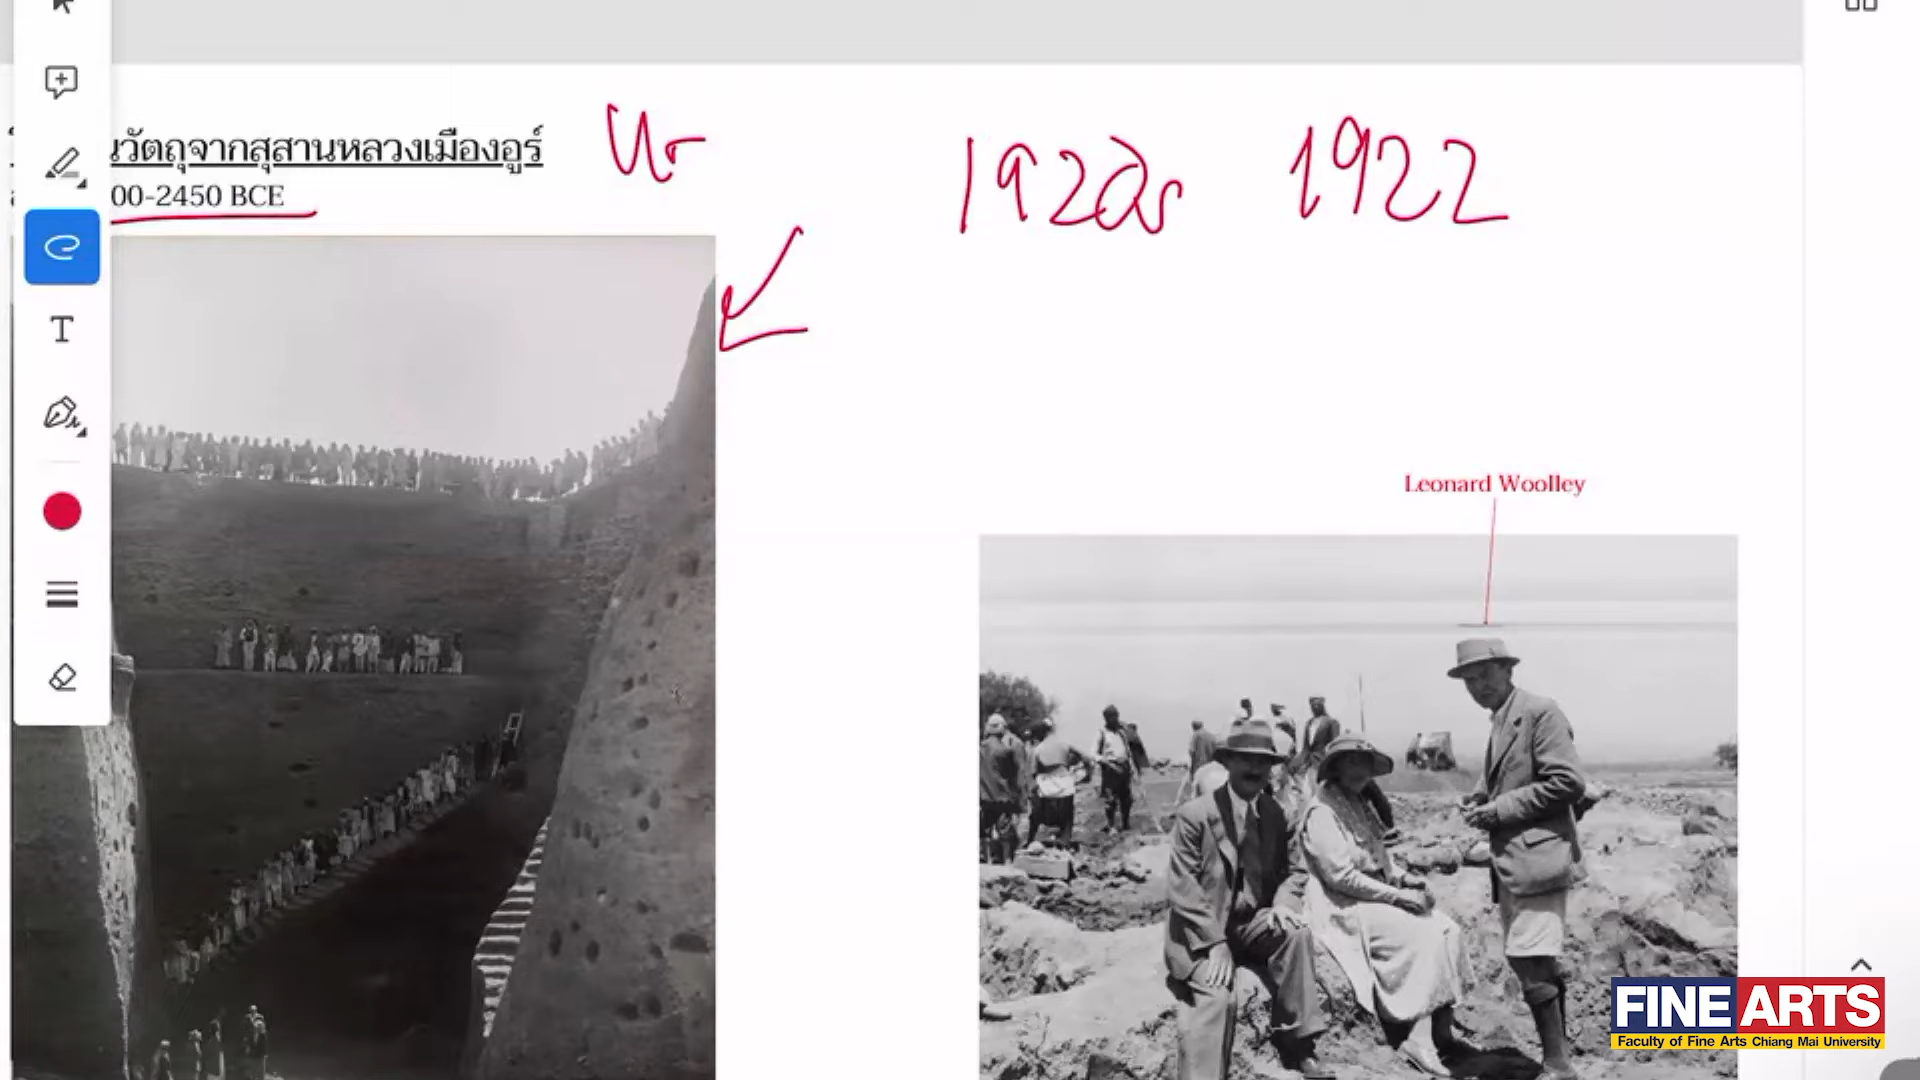 นวัตถุจากสุสานหลวงเมืองอูร์
Ur
1920s
1922
00-2450 BCE
Leonard Woolley
T
FINE ARTS
Faculty of Fine Arts Chiang Mai University